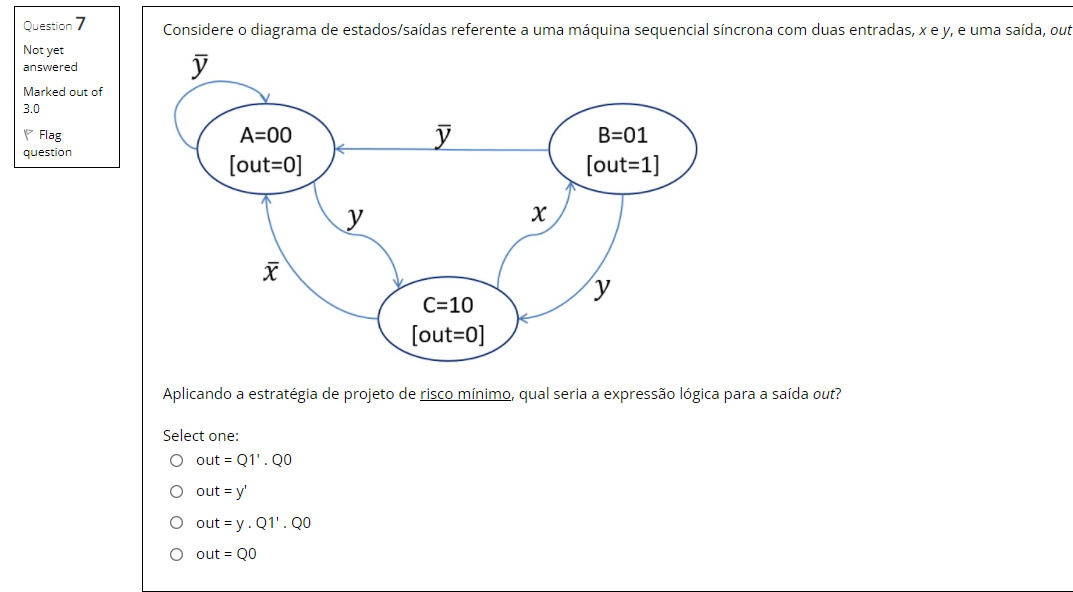 Question 7
Not yet
answered
Marked out of
3.0
Flag
question
Considere o diagrama de estados/saídas referente a uma máquina sequencial síncrona com duas entradas, x e y, e uma saída, out
ȳ
A=00
[out=0]
ȳ
B=01
[out=1]
y
x
x̄
y
C=10
[out=0]
Aplicando a estratégia de projeto de risco mínimo, qual seria a expressão lógica para a saída out?
Select one:
out = Q1' . Q0
out = y'
out = y . Q1' . Q0
out = Q0